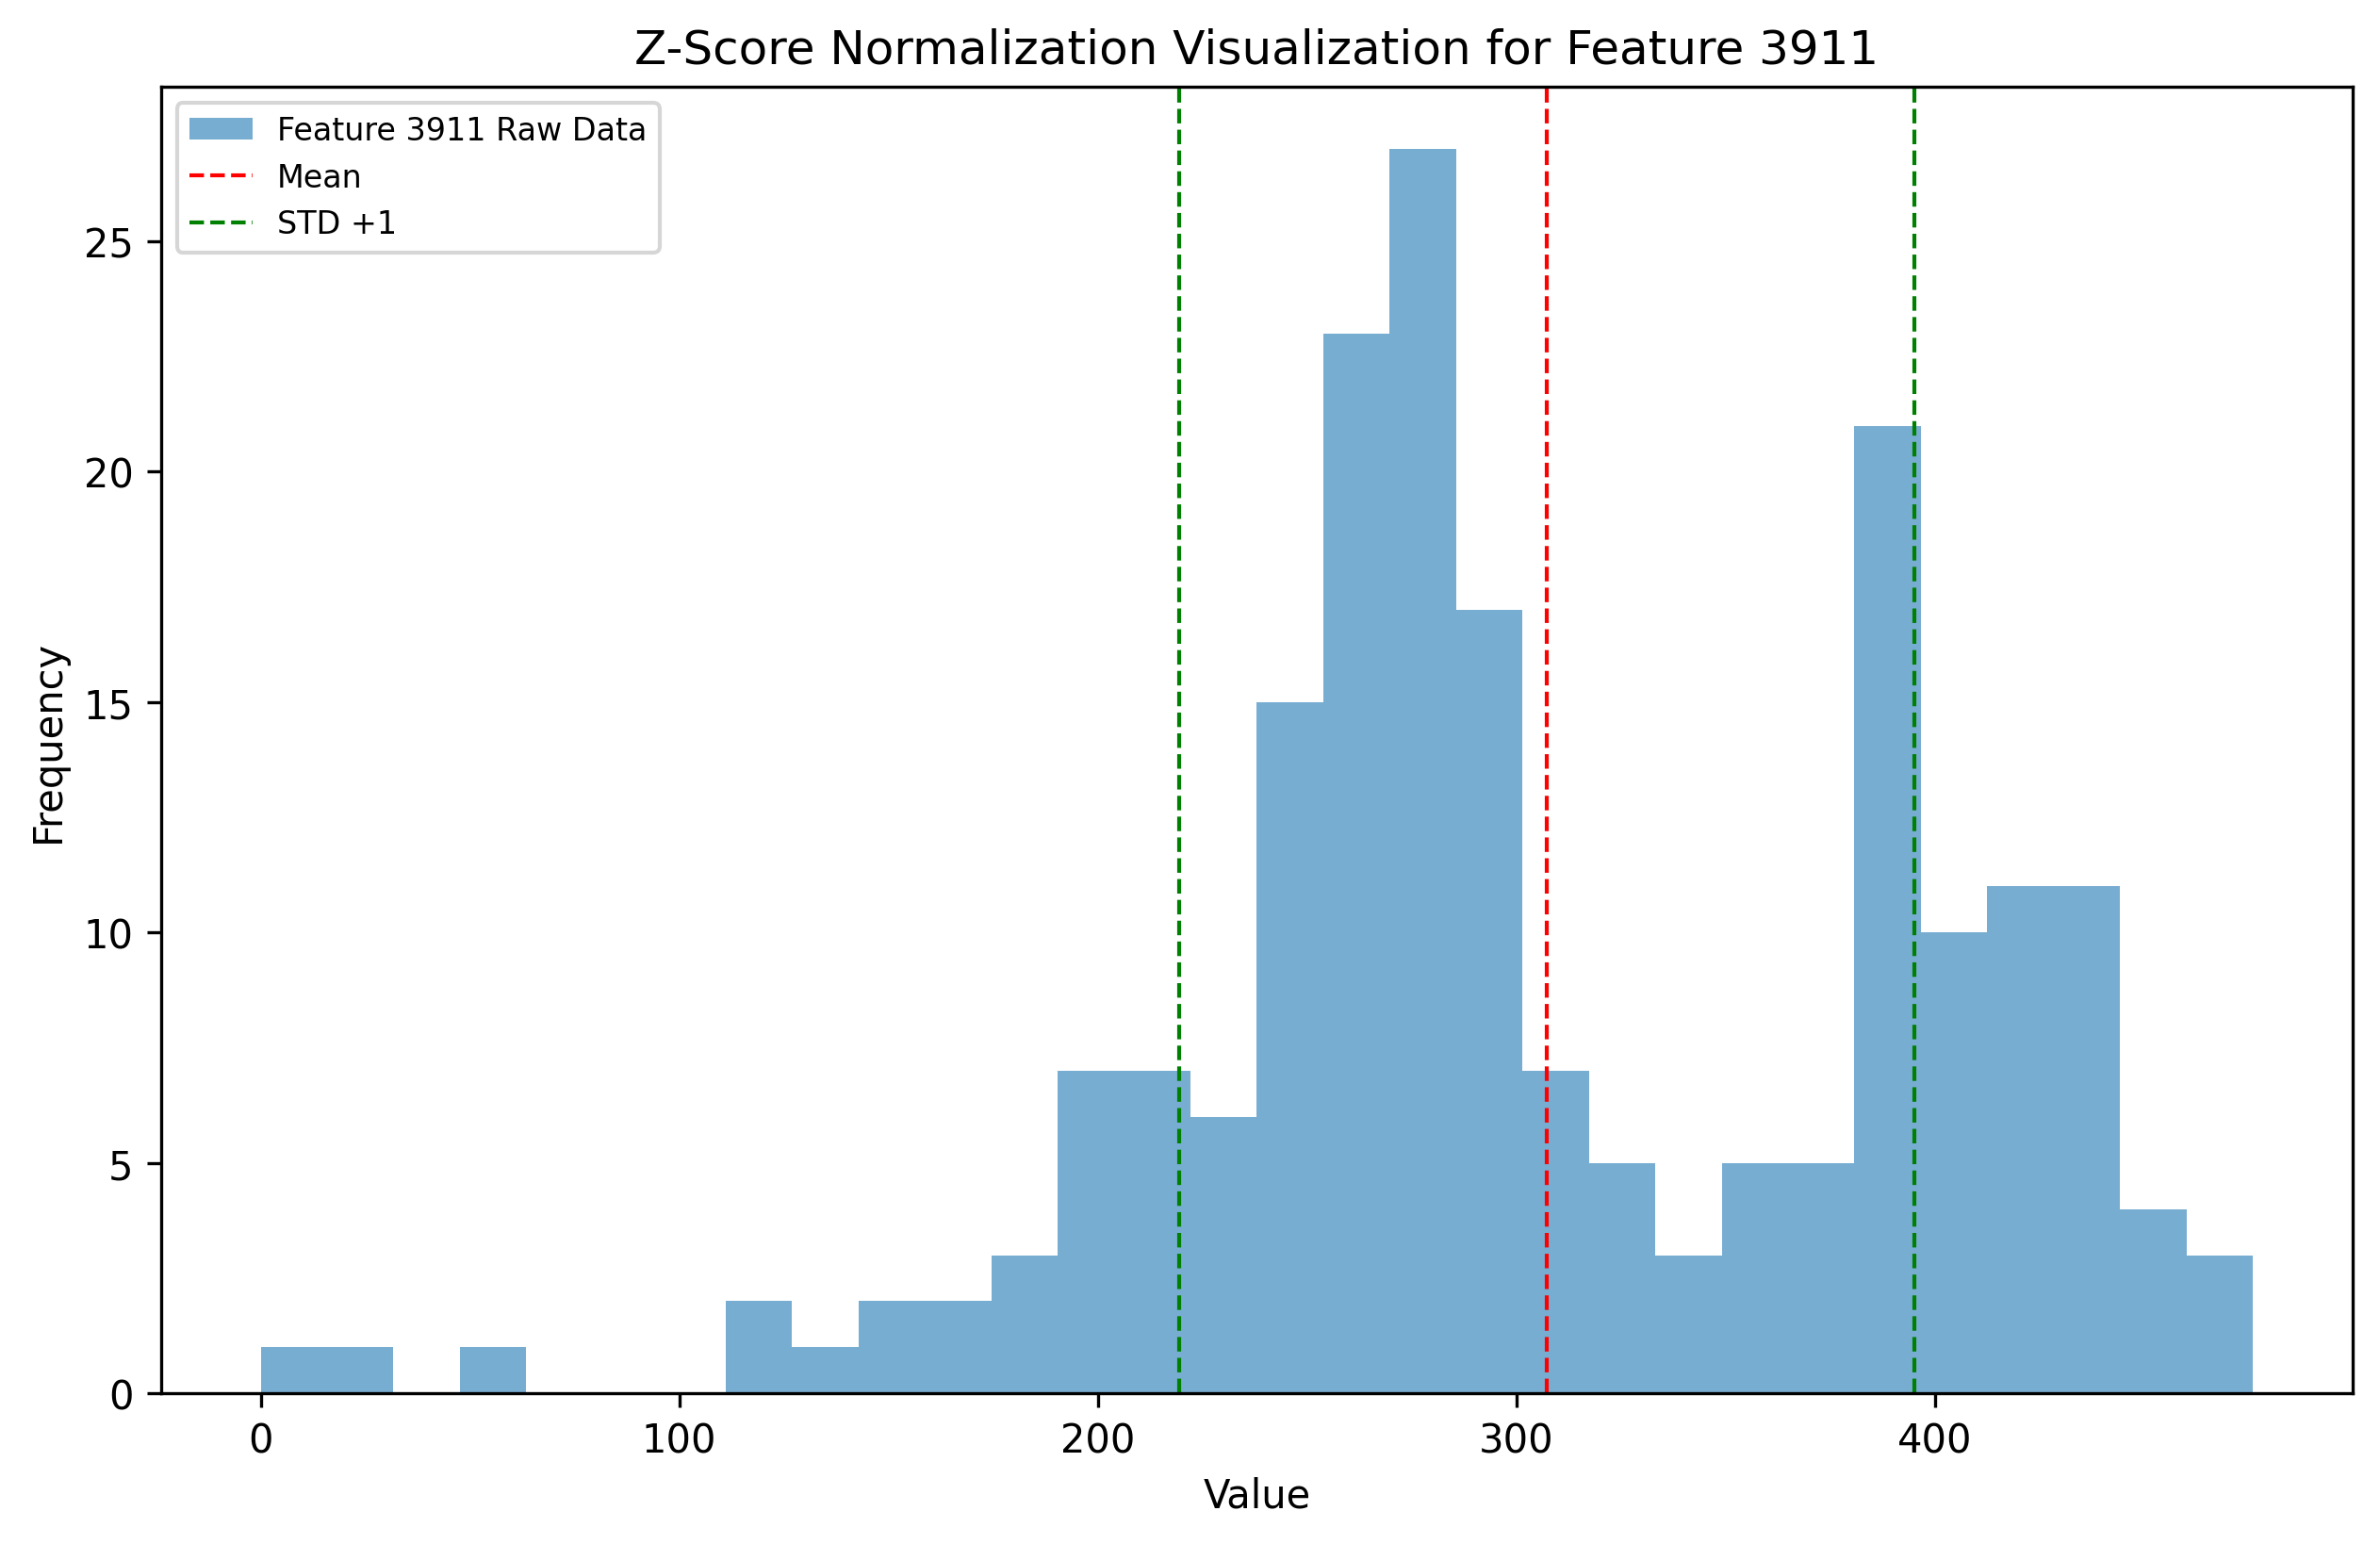 Z-Score Normalization Visualization for Feature 3911
Feature 3911 Raw Data
Mean
STD +1
Frequency
25
20
15
10
5
0
0 100 200 300 400
Value